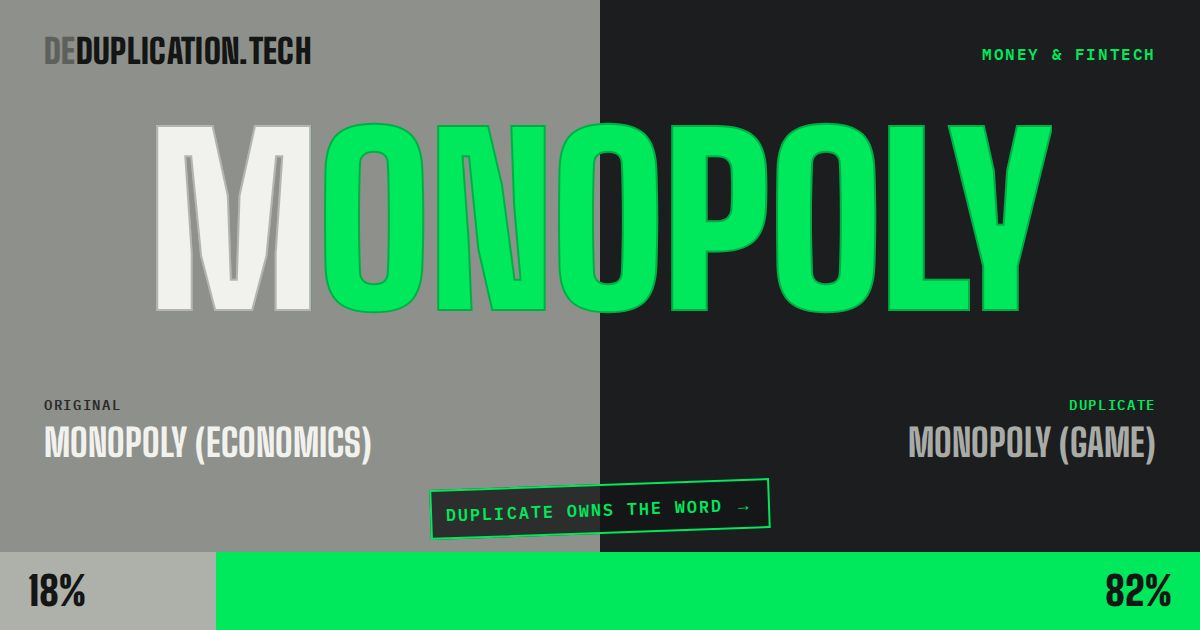 DEDUPLICATION.TECH
MONEY & FINTECH
MONOPOLY
ORIGINAL
MONOPOLY (ECONOMICS)
DUPLICATE
MONOPOLY (GAME)
DUPLICATE OWNS THE WORD →
18%
82%